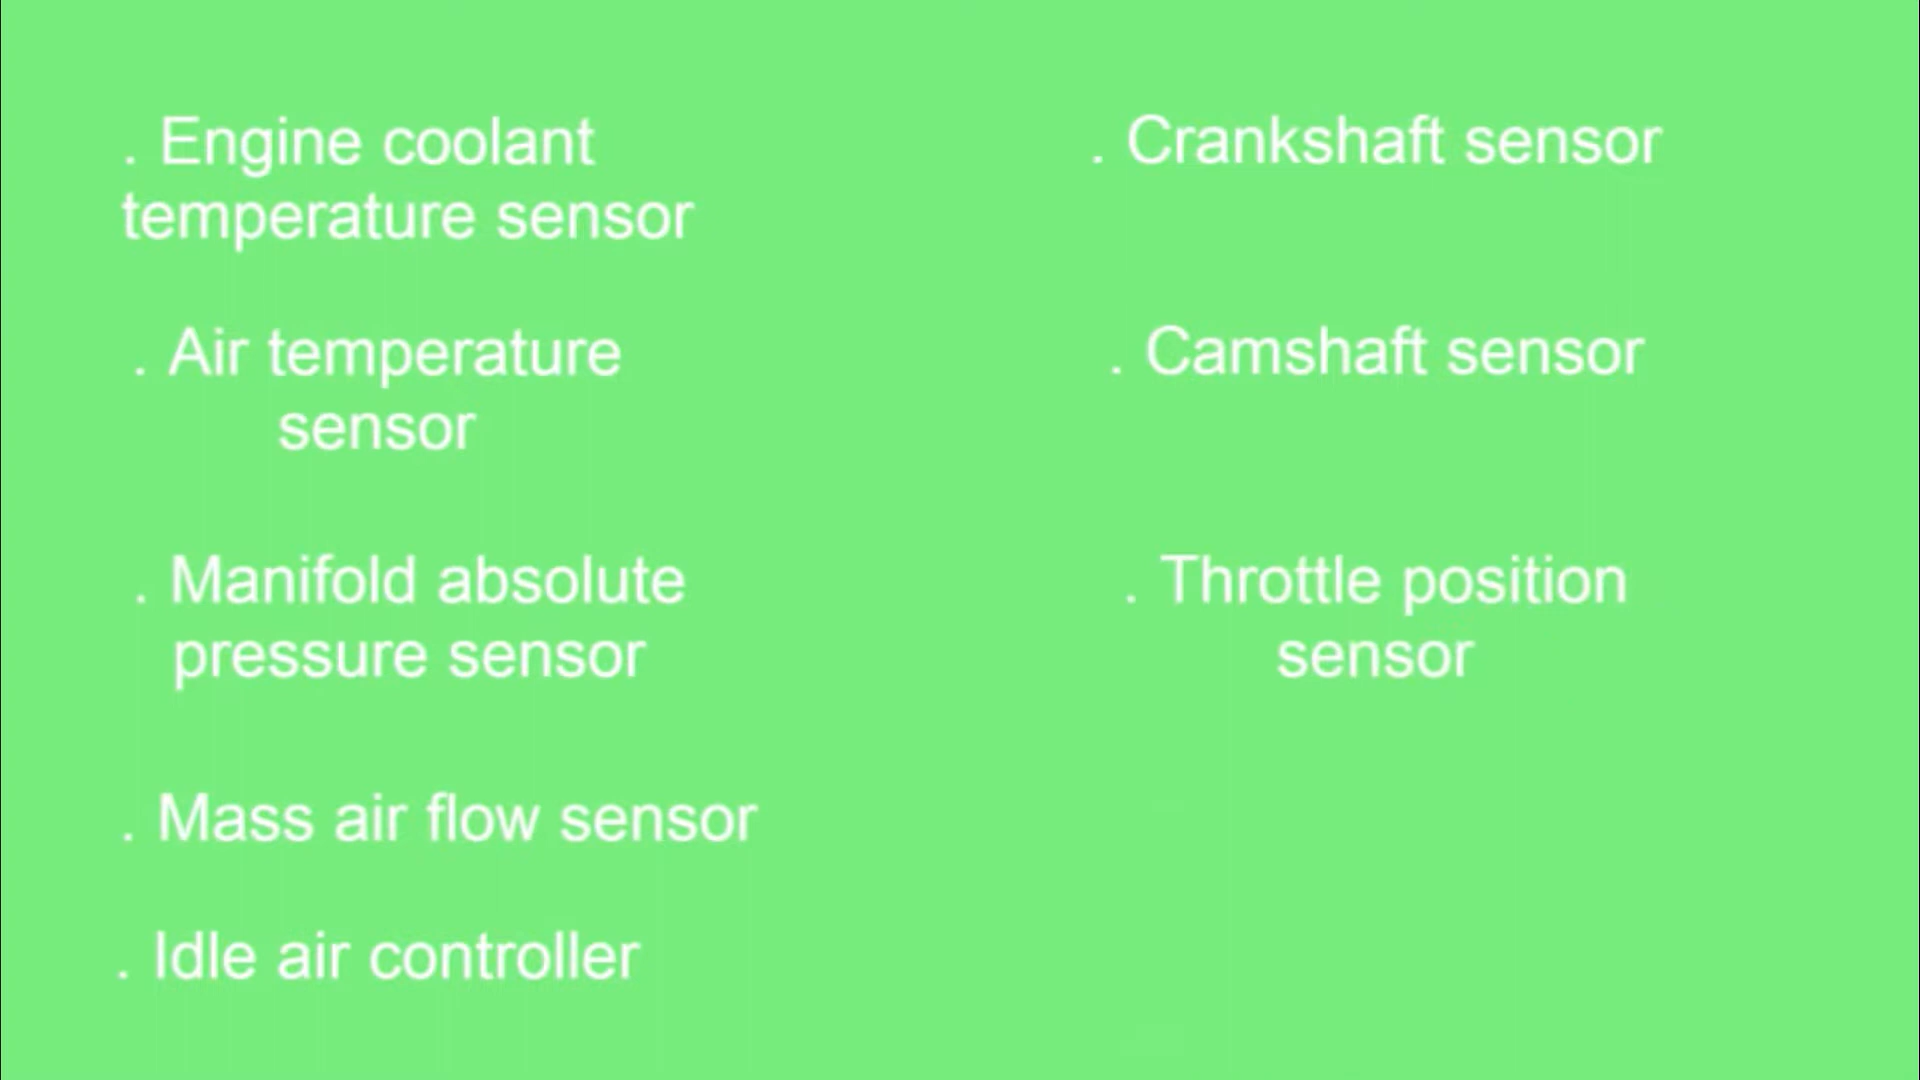 . Engine coolant
temperature sensor
. Air temperature
sensor
. Manifold absolute
pressure sensor
. Mass air flow sensor
. Idle air controller
. Crankshaft sensor
. Camshaft sensor
. Throttle position
sensor